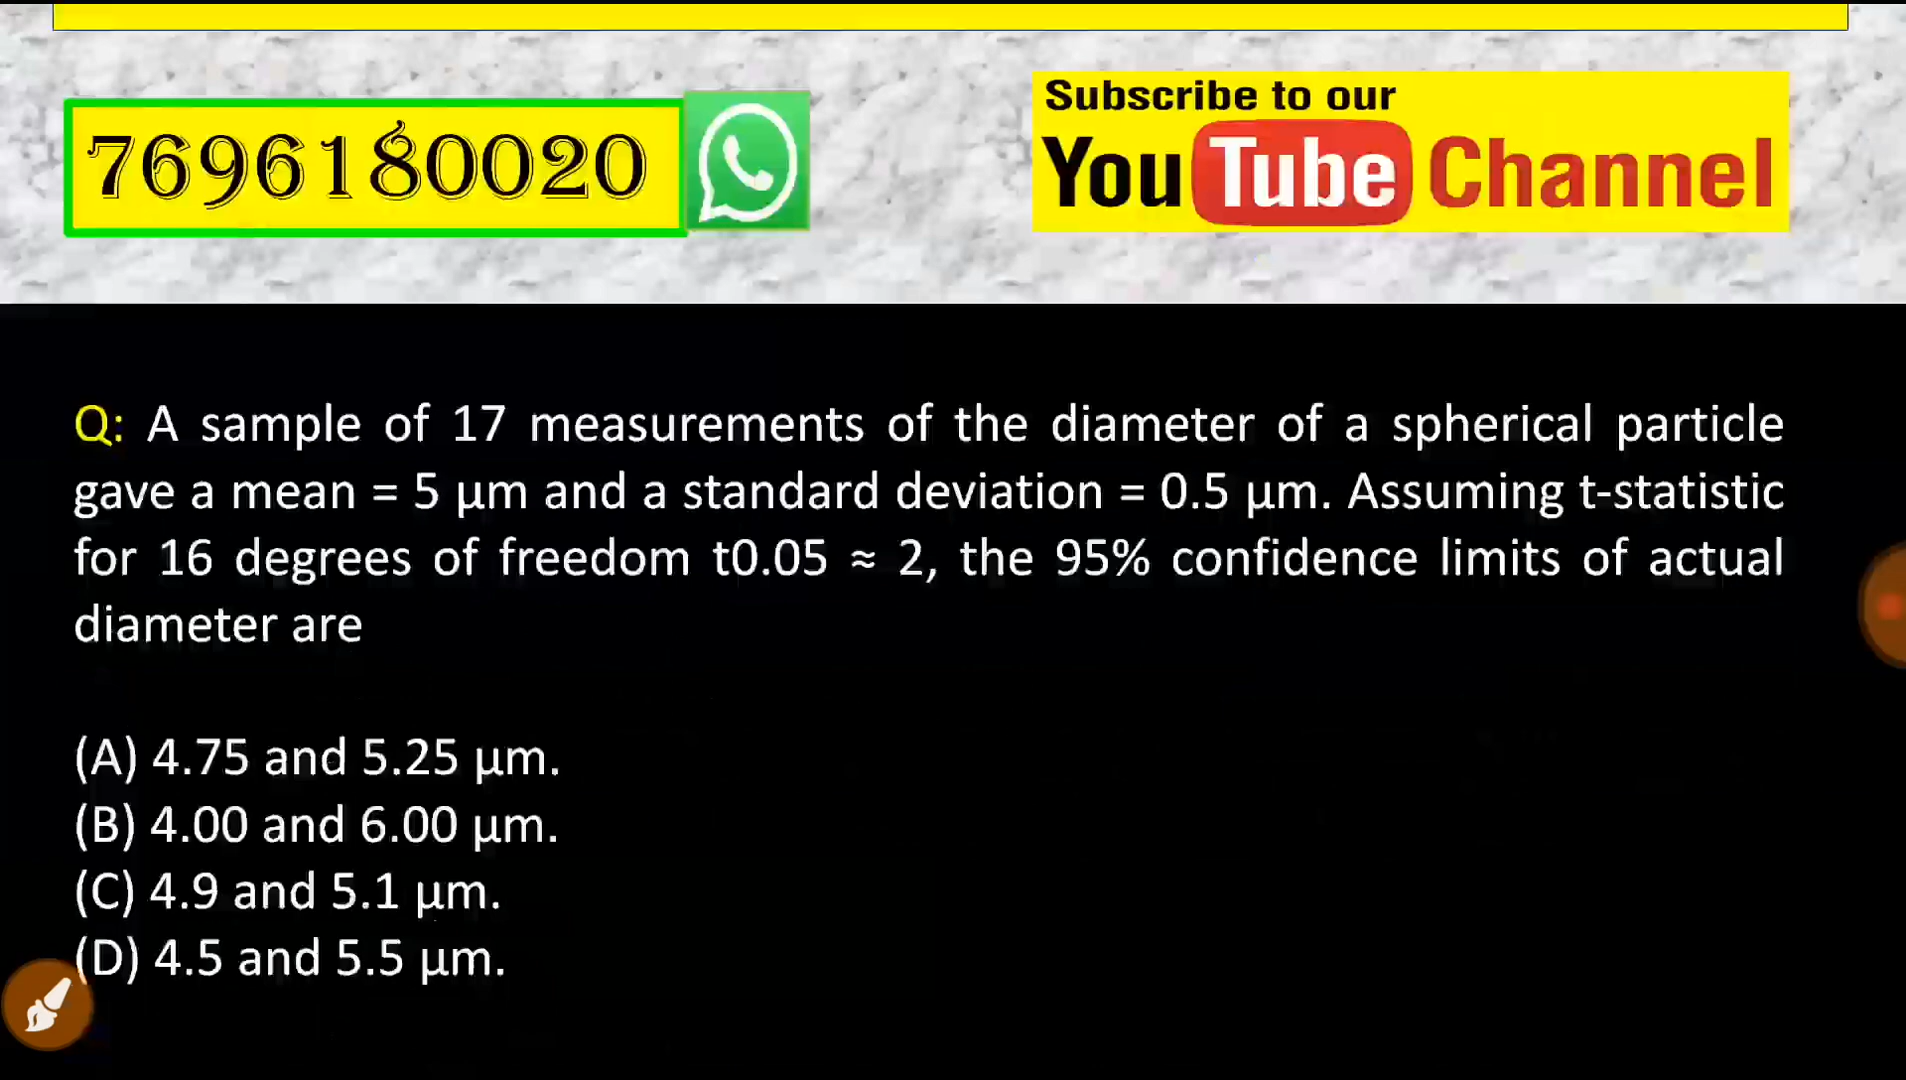 7696180020
Subscribe to our
YouTube Channel
Q: A sample of 17 measurements of the diameter of a spherical particle
gave a mean = 5 µm and a standard deviation = 0.5 µm. Assuming t-statistic
for 16 degrees of freedom t0.05 ≈ 2, the 95% confidence limits of actual
diameter are
(A) 4.75 and 5.25 µm.
(B) 4.00 and 6.00 µm.
(C) 4.9 and 5.1 µm.
(D) 4.5 and 5.5 µm.